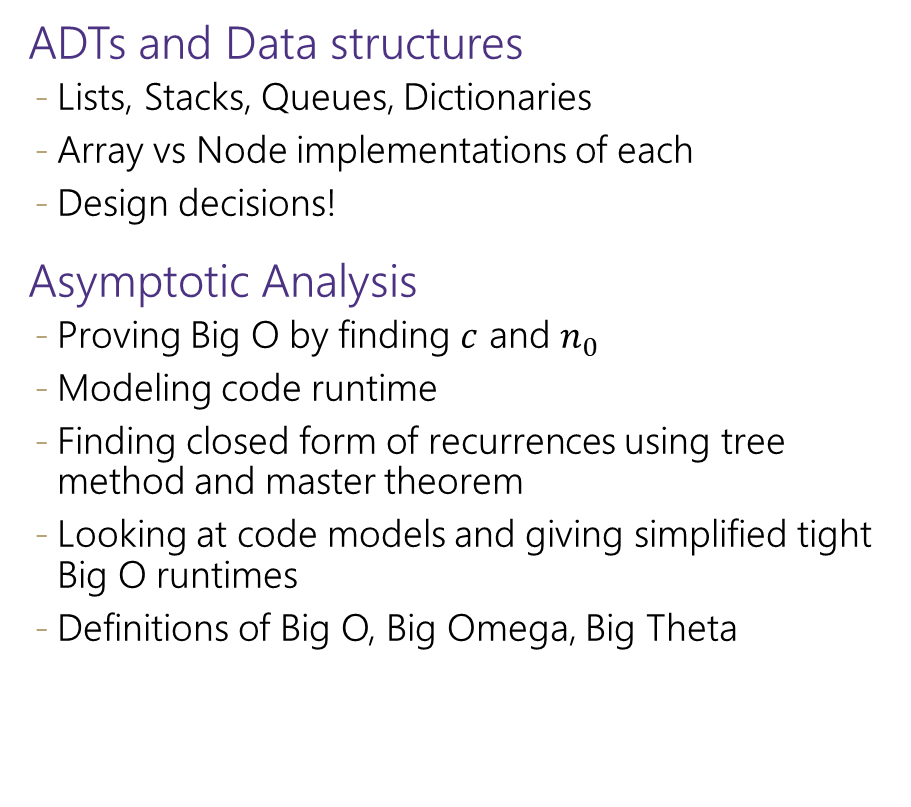 ADTs and Data structures
- Lists, Stacks, Queues, Dictionaries
- Array vs Node implementations of each
- Design decisions!
Asymptotic Analysis
- Proving Big O by finding 𝑐 and 𝑛₀
- Modeling code runtime
- Finding closed form of recurrences using tree
method and master theorem
- Looking at code models and giving simplified tight
Big O runtimes
- Definitions of Big O, Big Omega, Big Theta